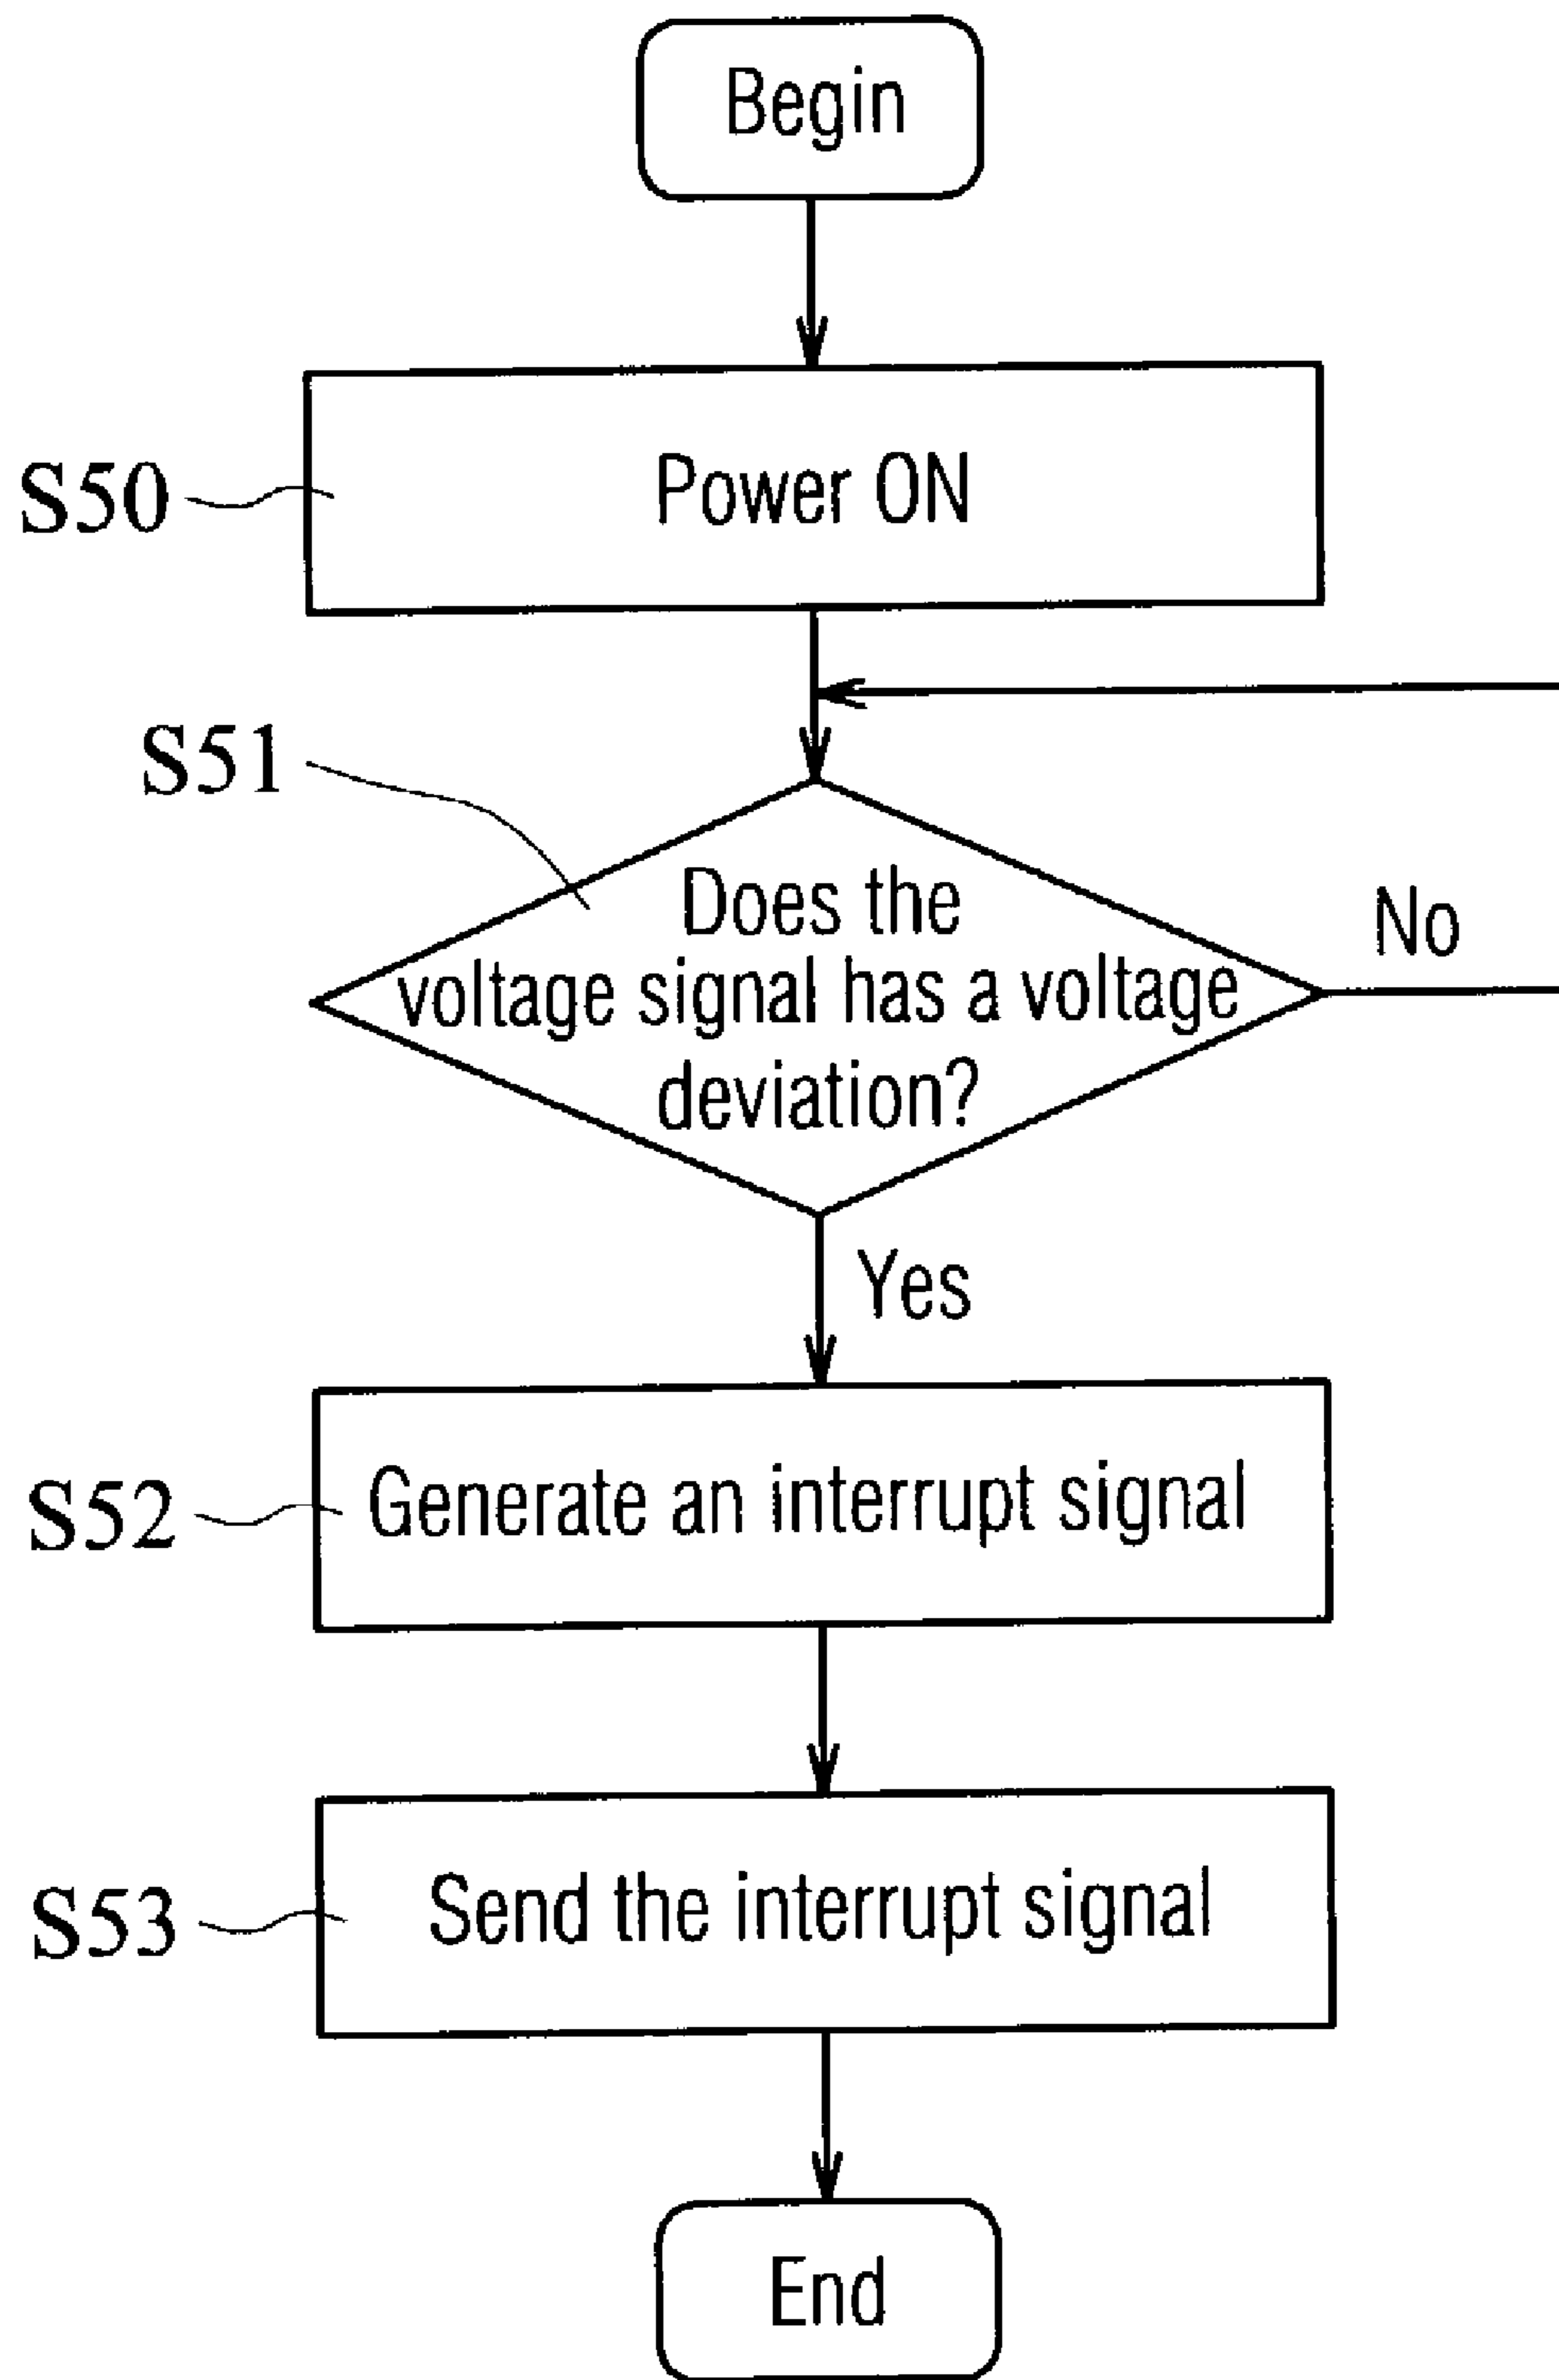 Begin
S50
Power ON
S51
Does the
voltage signal has a voltage
deviation?
No
Yes
S52
Generate an interrupt signal
S53
Send the interrupt signal
End